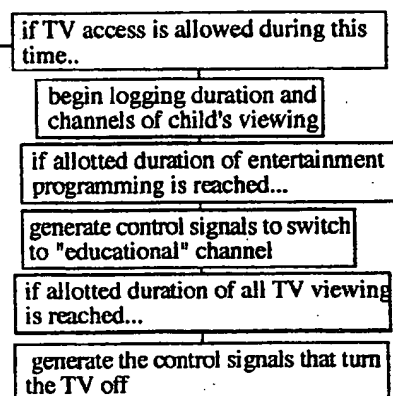 if TV access is allowed during this
time..
begin logging duration and
channels of child's viewing
if allotted duration of entertainment
programming is reached...
generate control signals to switch
to "educational" channel
if allotted duration of all TV viewing
is reached...
generate the control signals that turn
the TV off